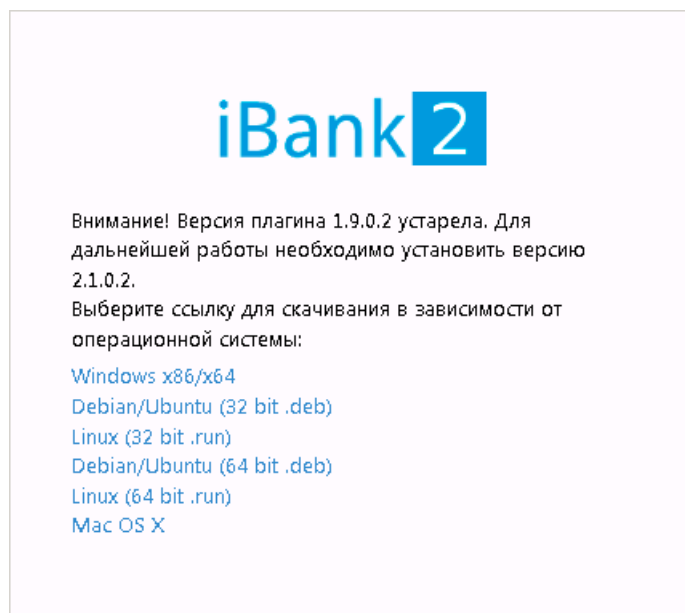 iBank 2
Внимание! Версия плагина 1.9.0.2 устарела. Для
дальнейшей работы необходимо установить версию
2.1.0.2.
Выберите ссылку для скачивания в зависимости от
операционной системы:
Windows x86/x64
Debian/Ubuntu (32 bit .deb)
Linux (32 bit .run)
Debian/Ubuntu (64 bit .deb)
Linux (64 bit .run)
Mac OS X